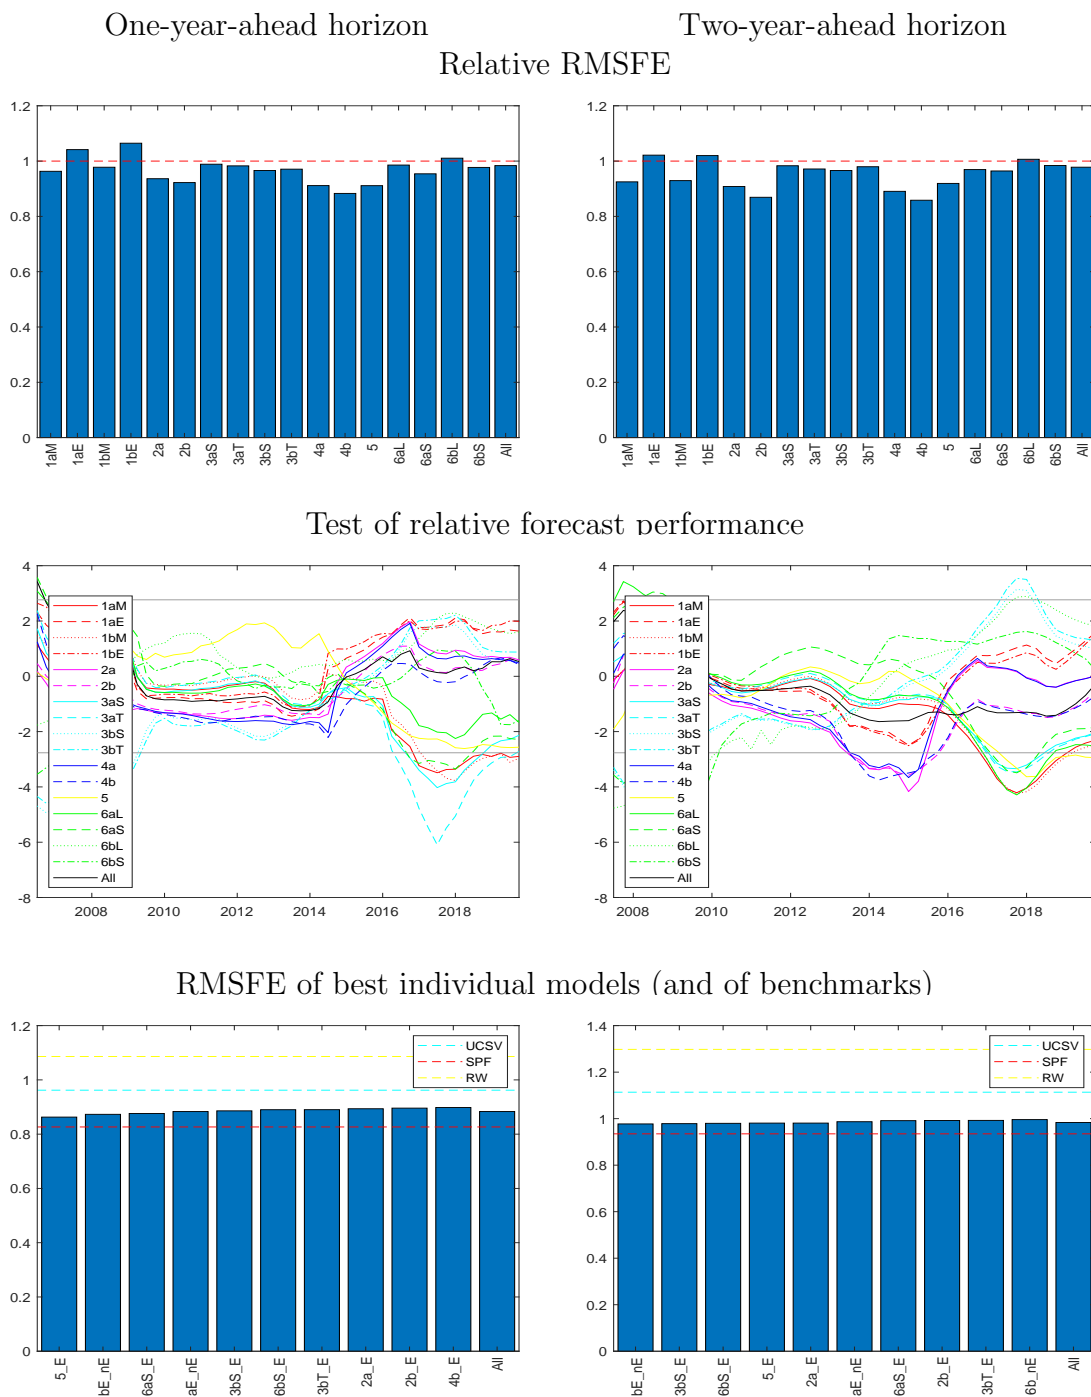 One-year-ahead horizon
Two-year-ahead horizon
Relative RMSFE
1.2
1
0.8
0.6
0.4
0.2
0
1aM
1aE
1bM
1bE
2a
2b
3aS
3aT
3bS
3bT
4a
4b
5
6aL
6aS
6bL
6bS
All
1.2
1
0.8
0.6
0.4
0.2
0
1aM
1aE
1bM
1bE
2a
2b
3aS
3aT
3bS
3bT
4a
4b
5
6aL
6aS
6bL
6bS
All
Test of relative forecast performance
4
2
0
-2
-4
-6
-8
1aM
1aE
1bM
1bE
2a
2b
3aS
3aT
3bS
3bT
4a
4b
5
6aL
6aS
6bL
6bS
All
2008
2010
2012
2014
2016
2018
4
2
0
-2
-4
-6
-8
1aM
1aE
1bM
1bE
2a
2b
3aS
3aT
3bS
3bT
4a
4b
5
6aL
6aS
6bL
6bS
All
2008
2010
2012
2014
2016
2018
RMSFE of best individual models (and of benchmarks)
1.2
1
0.8
0.6
0.4
0.2
0
UCSV
SPF
RW
5_E
bE_nE
6aS_E
aE_nE
3bS_E
6bS_E
3bT_E
2a_E
2b_E
4b_E
All
1.4
1.2
1
0.8
0.6
0.4
0.2
0
UCSV
SPF
RW
bE_nE
3bS_E
6bS_E
5_E
2a_E
aE_nE
6aS_E
2b_E
3bT_E
6b_nE
All